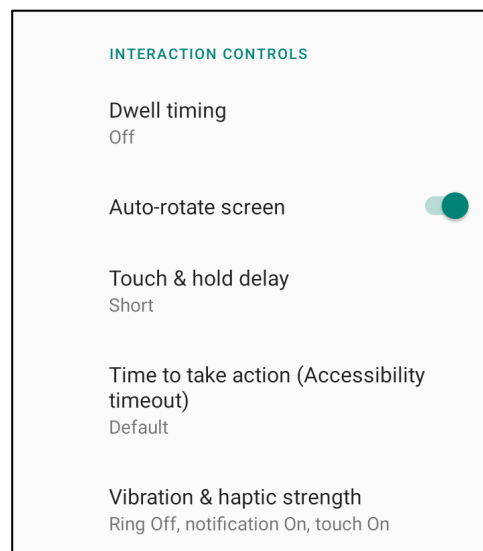 INTERACTION CONTROLS
Dwell timing
Off
Auto-rotate screen
Touch & hold delay
Short
Time to take action (Accessibility
timeout)
Default
Vibration & haptic strength
Ring Off, notification On, touch On